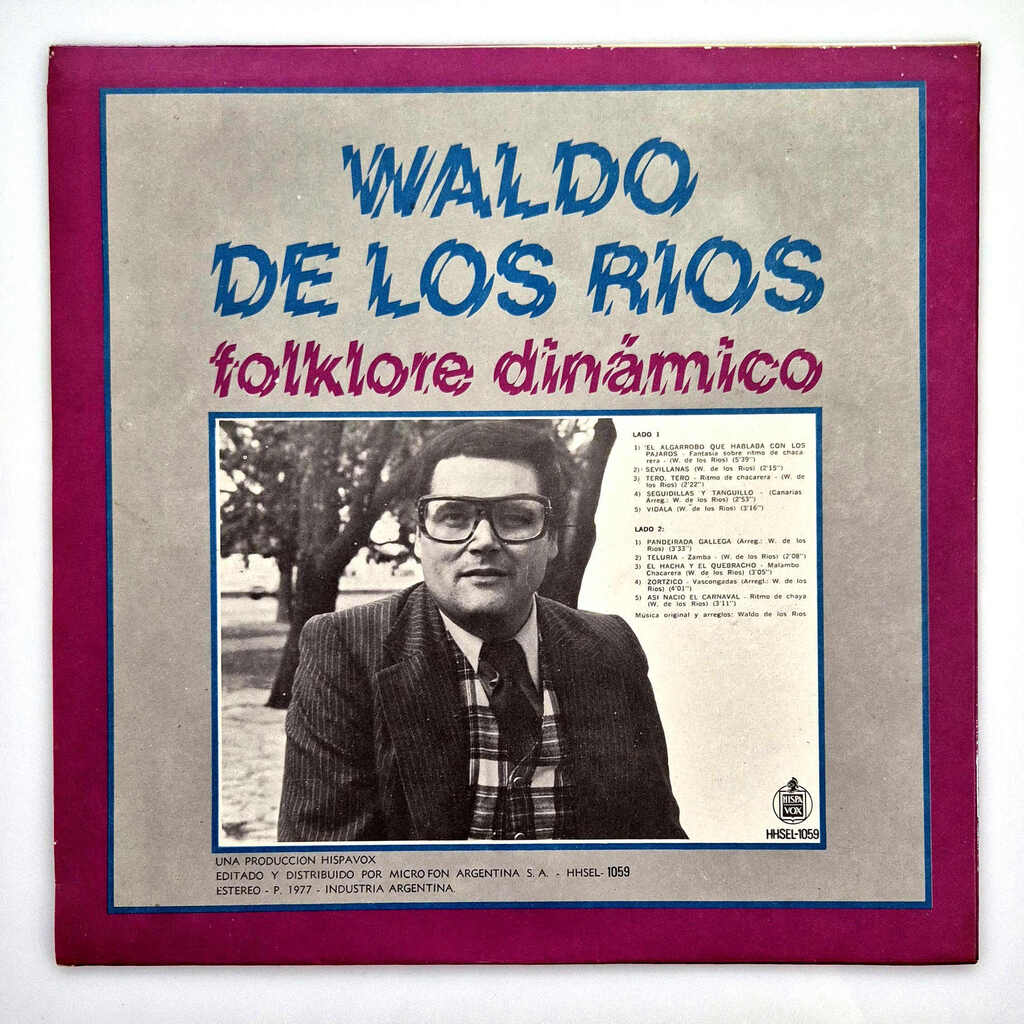 WALDO
DE LOS RIOS
folklore dinámico
LADO 1
1) 'EL ALGARROBO QUE HABLABA CON LOS
PAJAROS - Fantasía sobre ritmo de chaca
rera - (W. de los Ríos) (5'39'')
2) SEVILLANAS (W. de los Ríos) (2'15'')
3) TERO, TERO - Ritmo de chacarera - (W. de
los Ríos) (2'22'')
4) SEGUIDILLAS Y TANGUILLO - (Canarias
Arreg.: W. de los Ríos) (2'53'')
5) VIDALA (W. de los Ríos) (3'16'')
LADO 2:
1) PANDEIRADA GALLEGA (Arreg.: W. de los
Ríos) (3'33'')
2) TELURIA - Zamba - (W. de los Ríos) (2'08'')
3) EL HACHA Y EL QUEBRACHO - Malambo
Chacarera (W. de los Ríos) (3'05'')
4) ZORTZICO - Vascongadas (Arregl.: W. de los
Ríos) (4'01'')
5) ASI NACIO EL CARNAVAL - Ritmo de chaya
(W. de los Ríos) (3'11'')
Música original y arreglos: Waldo de los Ríos
HISPA
VOX
HHSEL-1059
UNA PRODUCCION HISPAVOX
EDITADO Y DISTRIBUIDO POR MICROFON ARGENTINA S. A. - HHSEL- 1059
ESTEREO - P. 1977 - INDUSTRIA ARGENTINA.